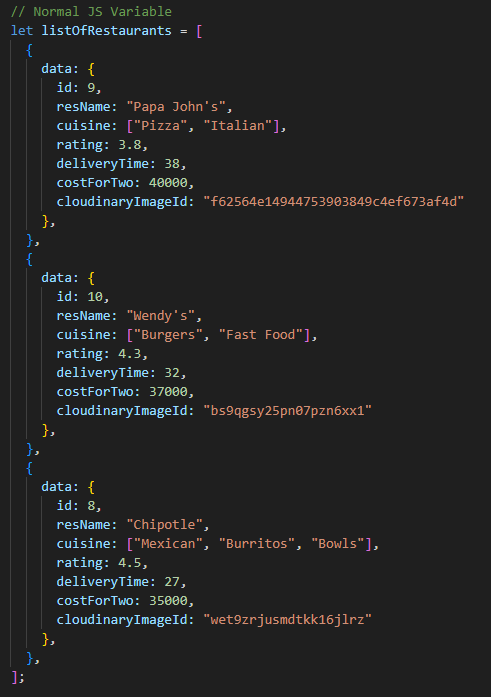 // Normal JS Variable
let listOfRestaurants = [
  {
    data: {
      id: 9,
      resName: "Papa John's",
      cuisine: ["Pizza", "Italian"],
      rating: 3.8,
      deliveryTime: 38,
      costForTwo: 40000,
      cloudinaryImageId: "f62564e14944753903849c4ef673af4d"
    },
  },
  {
    data: {
      id: 10,
      resName: "Wendy's",
      cuisine: ["Burgers", "Fast Food"],
      rating: 4.3,
      deliveryTime: 32,
      costForTwo: 37000,
      cloudinaryImageId: "bs9qgsy25pn07pzn6xx1"
    },
  },
  {
    data: {
      id: 8,
      resName: "Chipotle",
      cuisine: ["Mexican", "Burritos", "Bowls"],
      rating: 4.5,
      deliveryTime: 27,
      costForTwo: 35000,
      cloudinaryImageId: "wet9zrjusmdtkk16jlrz"
    },
  },
];